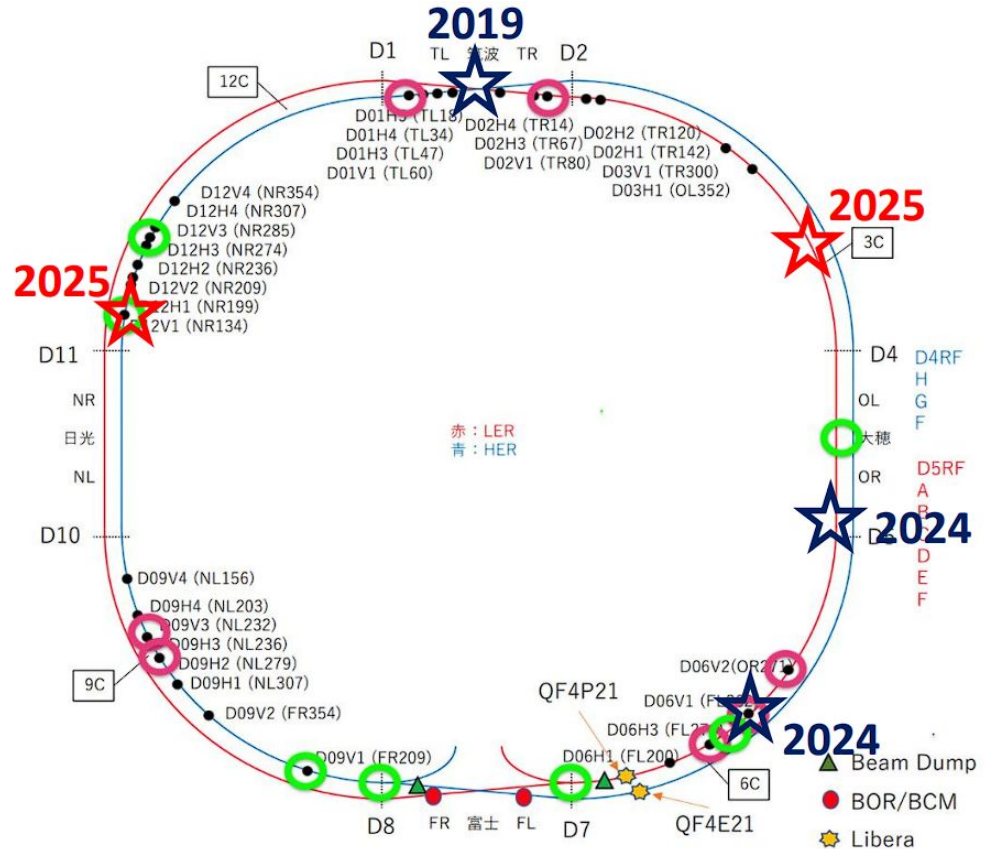 2019
D1
TL
筑波
TR
D2
12C
D01H5 (TL18)
D01H4 (TL34)
D01H3 (TL47)
D01V1 (TL60)
D02H4 (TR14)
D02H3 (TR67)
D02V1 (TR80)
D02H2 (TR120)
D02H1 (TR142)
D03V1 (TR300)
D03H1 (OL352)
D12V4 (NR354)
D12H4 (NR307)
D12V3 (NR285)
D12H3 (NR274)
D12H2 (NR236)
D12V2 (NR209)
12H1 (NR199)
2V1 (NR134)
2025
2025
3C
D11
NR
日光
NL
D10
D4
OL
大穂
OR
D4RF
H
G
F
D5RF
A
B
D
E
F
赤：LER
青：HER
2024
D09V4 (NL156)
D09H4 (NL203)
D09V3 (NL232)
D09H3 (NL236)
D09H2 (NL279)
D09H1 (NL307)
D09V2 (FR354)
D09V1 (FR209)
9C
D06V2(OR271)
D06V1
D06H3
D06H1 (FL200)
QF4P21
2024
6C
QF4E21
D8
FR
富士
FL
D7
Beam Dump
BOR/BCM
Libera